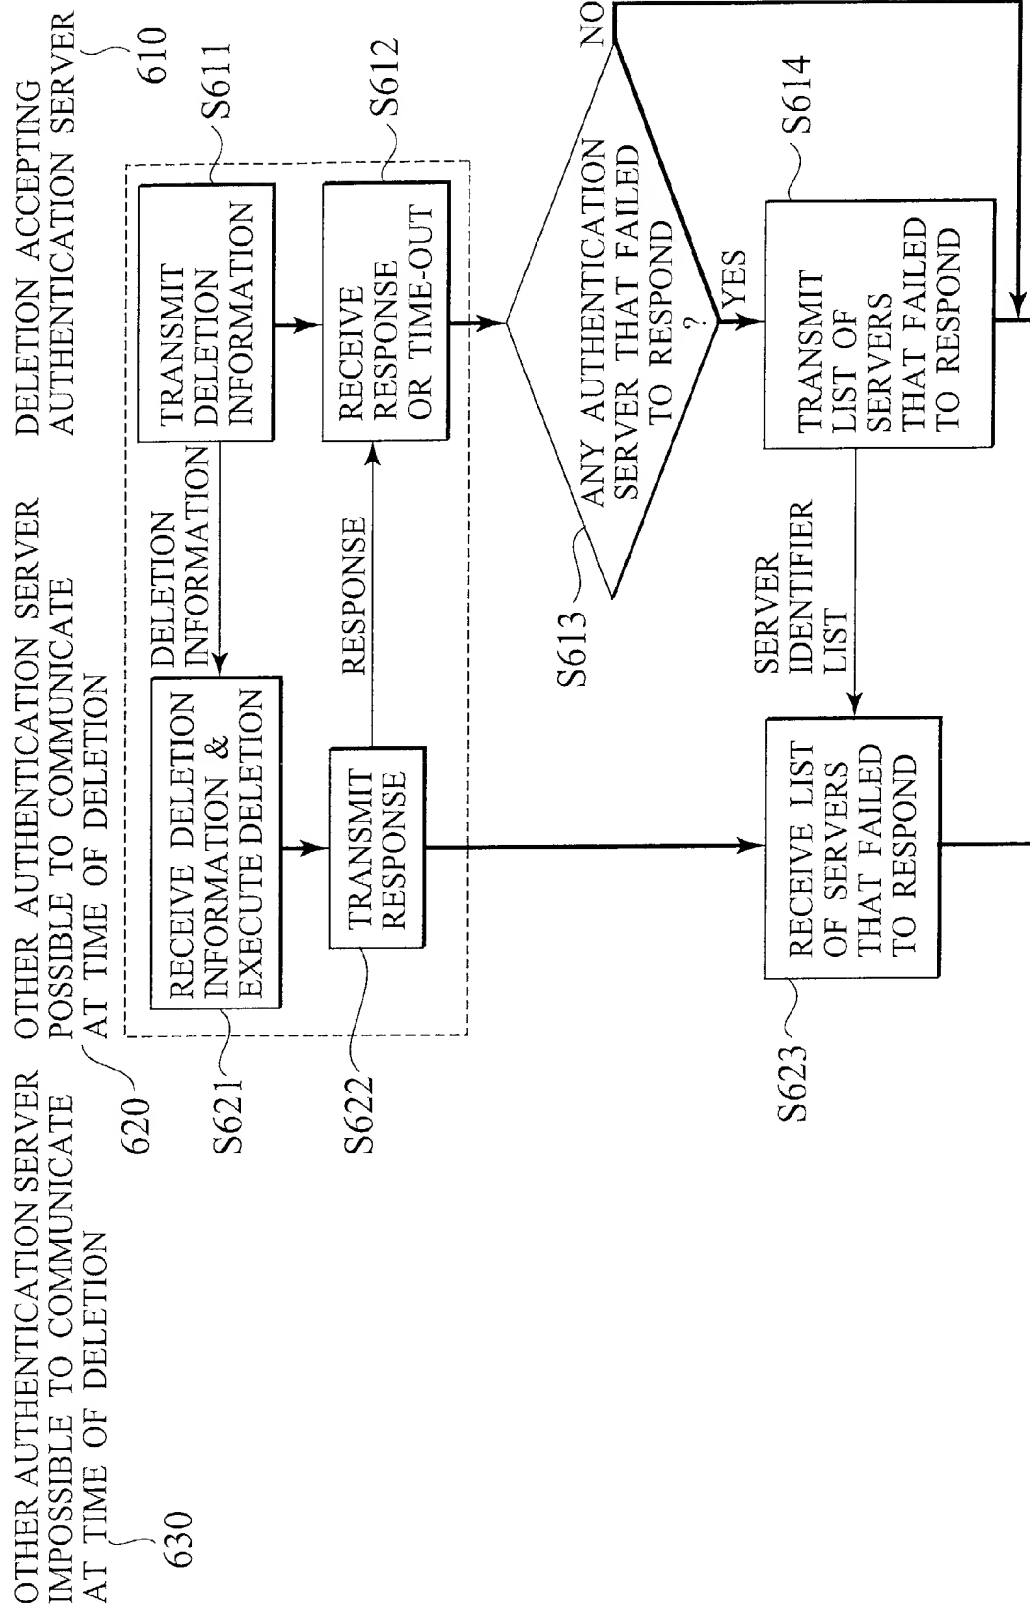 OTHER AUTHENTICATION SERVER
IMPOSSIBLE TO COMMUNICATE
AT TIME OF DELETION
630
OTHER AUTHENTICATION SERVER
POSSIBLE TO COMMUNICATE
AT TIME OF DELETION
620
DELETION ACCEPTING
AUTHENTICATION SERVER
610
S621
RECEIVE DELETION
INFORMATION &
EXECUTE DELETION
DELETION
INFORMATION
TRANSMIT
DELETION
INFORMATION
S611
S622
TRANSMIT
RESPONSE
RESPONSE
RECEIVE
RESPONSE
OR TIME-OUT
S612
S613
ANY AUTHENTICATION
SERVER THAT FAILED
TO RESPOND
?
NO
YES
S623
RECEIVE LIST
OF SERVERS
THAT FAILED
TO RESPOND
SERVER
IDENTIFIER
LIST
TRANSMIT
LIST OF
SERVERS
THAT FAILED
TO RESPOND
S614